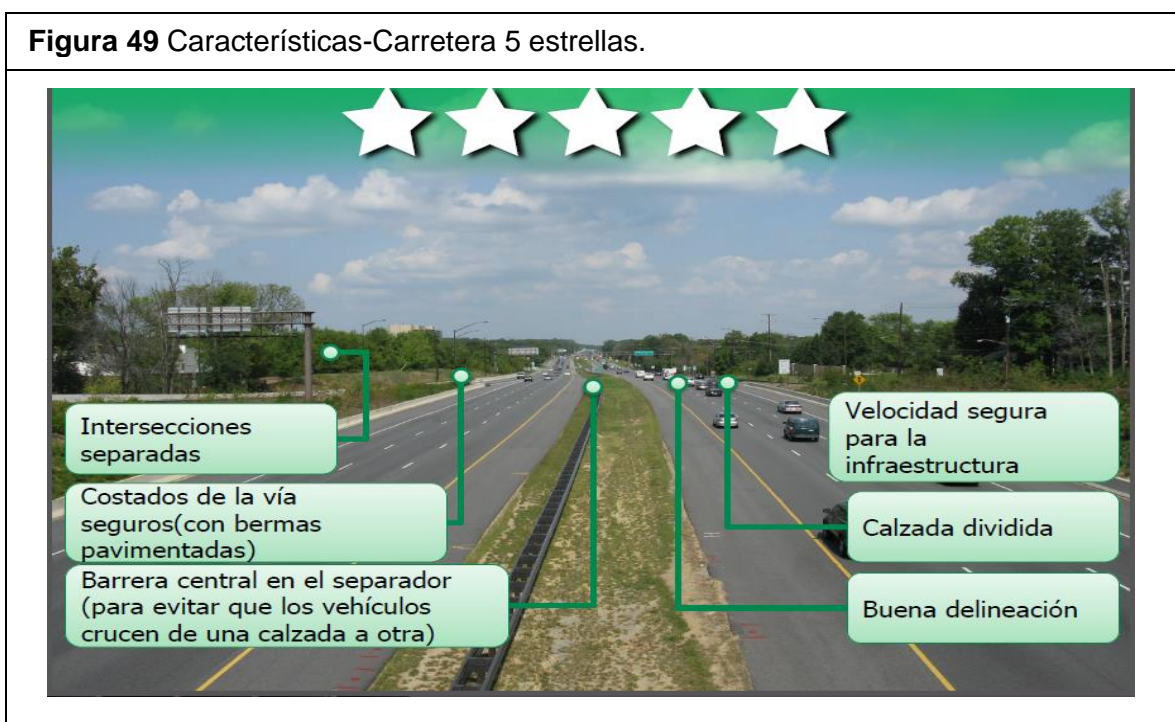 Figura 49 Características-Carretera 5 estrellas.
Intersecciones
separadas
Costados de la vía
seguros(con bermas
pavimentadas)
Barrera central en el separador
(para evitar que los vehículos
crucen de una calzada a otra)
Velocidad segura
para la
infraestructura
Calzada dividida
Buena delineación